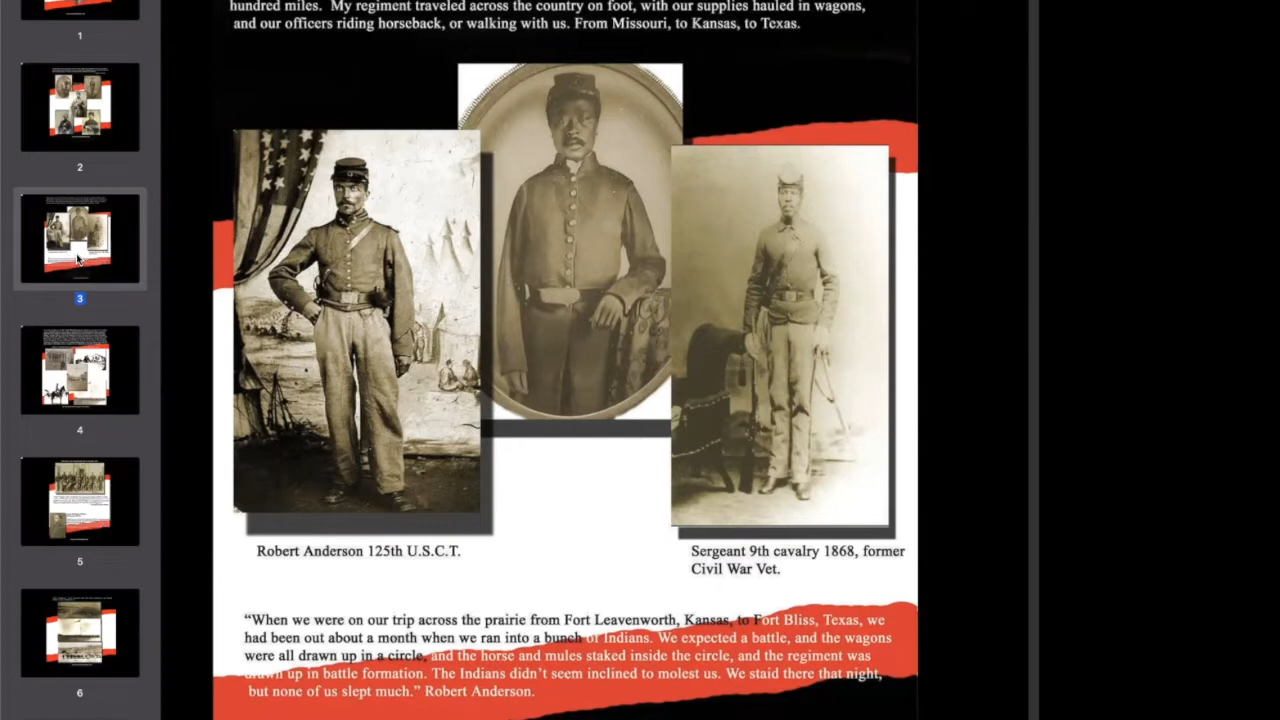 hundred miles. My regiment traveled across the country on foot, with our supplies hauled in wagons,
and our officers riding horseback, or walking with us. From Missouri, to Kansas, to Texas.
1
2
3
4
5
6
Robert Anderson 125th U.S.C.T.
Sergeant 9th cavalry 1868, former
Civil War Vet.
“When we were on our trip across the prairie from Fort Leavenworth, Kansas, to Fort Bliss, Texas, we
had been out about a month when we ran into a bunch of Indians. We expected a battle, and the wagons
were all drawn up in a circle, and the horse and mules staked inside the circle, and the regiment was
drawn up in battle formation. The Indians didn’t seem inclined to molest us. We staid there that night,
but none of us slept much.” Robert Anderson.